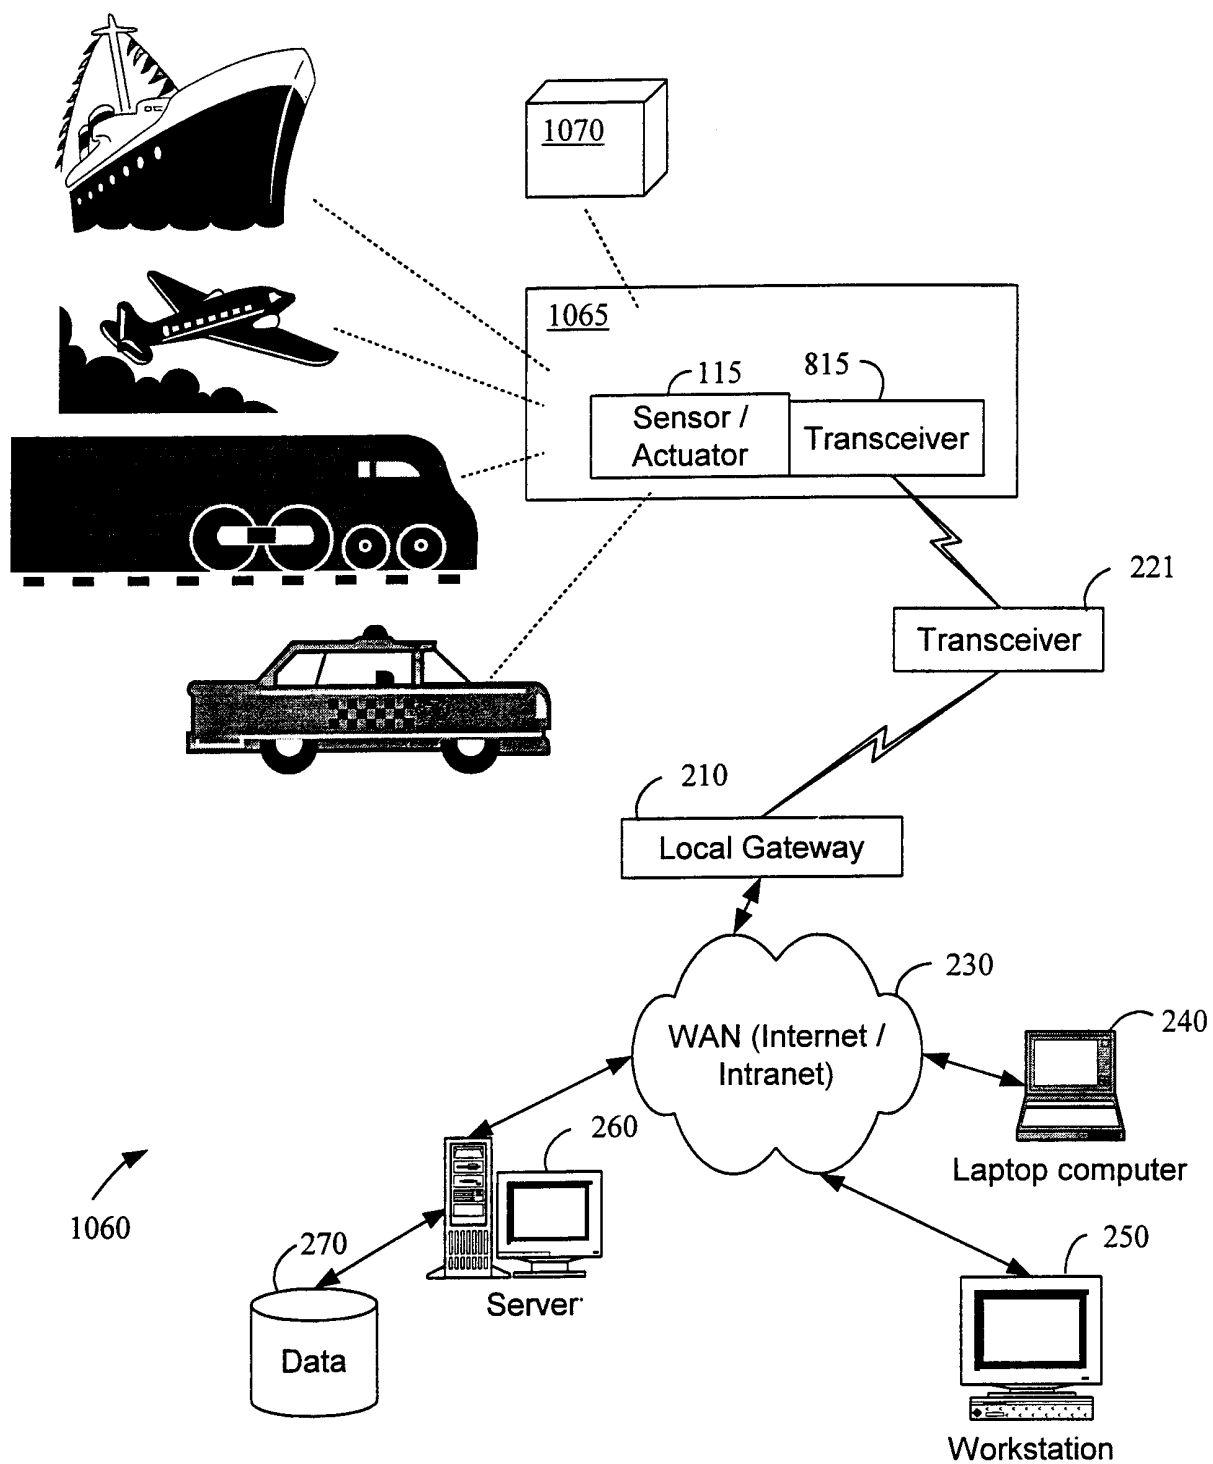 1070
1065
115
815
Sensor /
Actuator
Transceiver
221
Transceiver
210
Local Gateway
230
WAN (Internet /
Intranet)
240
Laptop computer
260
Server
1060
270
Data
250
Workstation